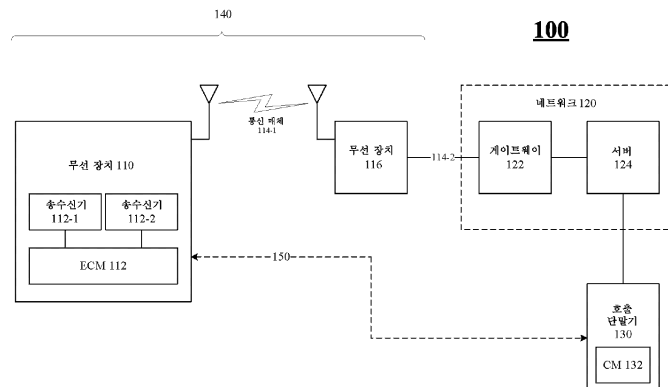 140
100
네트워크 120
통신 매체
114-1
무선 장치 110
송수신기
112-1
송수신기
112-2
ECM 112
무선 장치
116
114-2
게이트웨이
122
서버
124
150
호출
단말기
130
CM 132